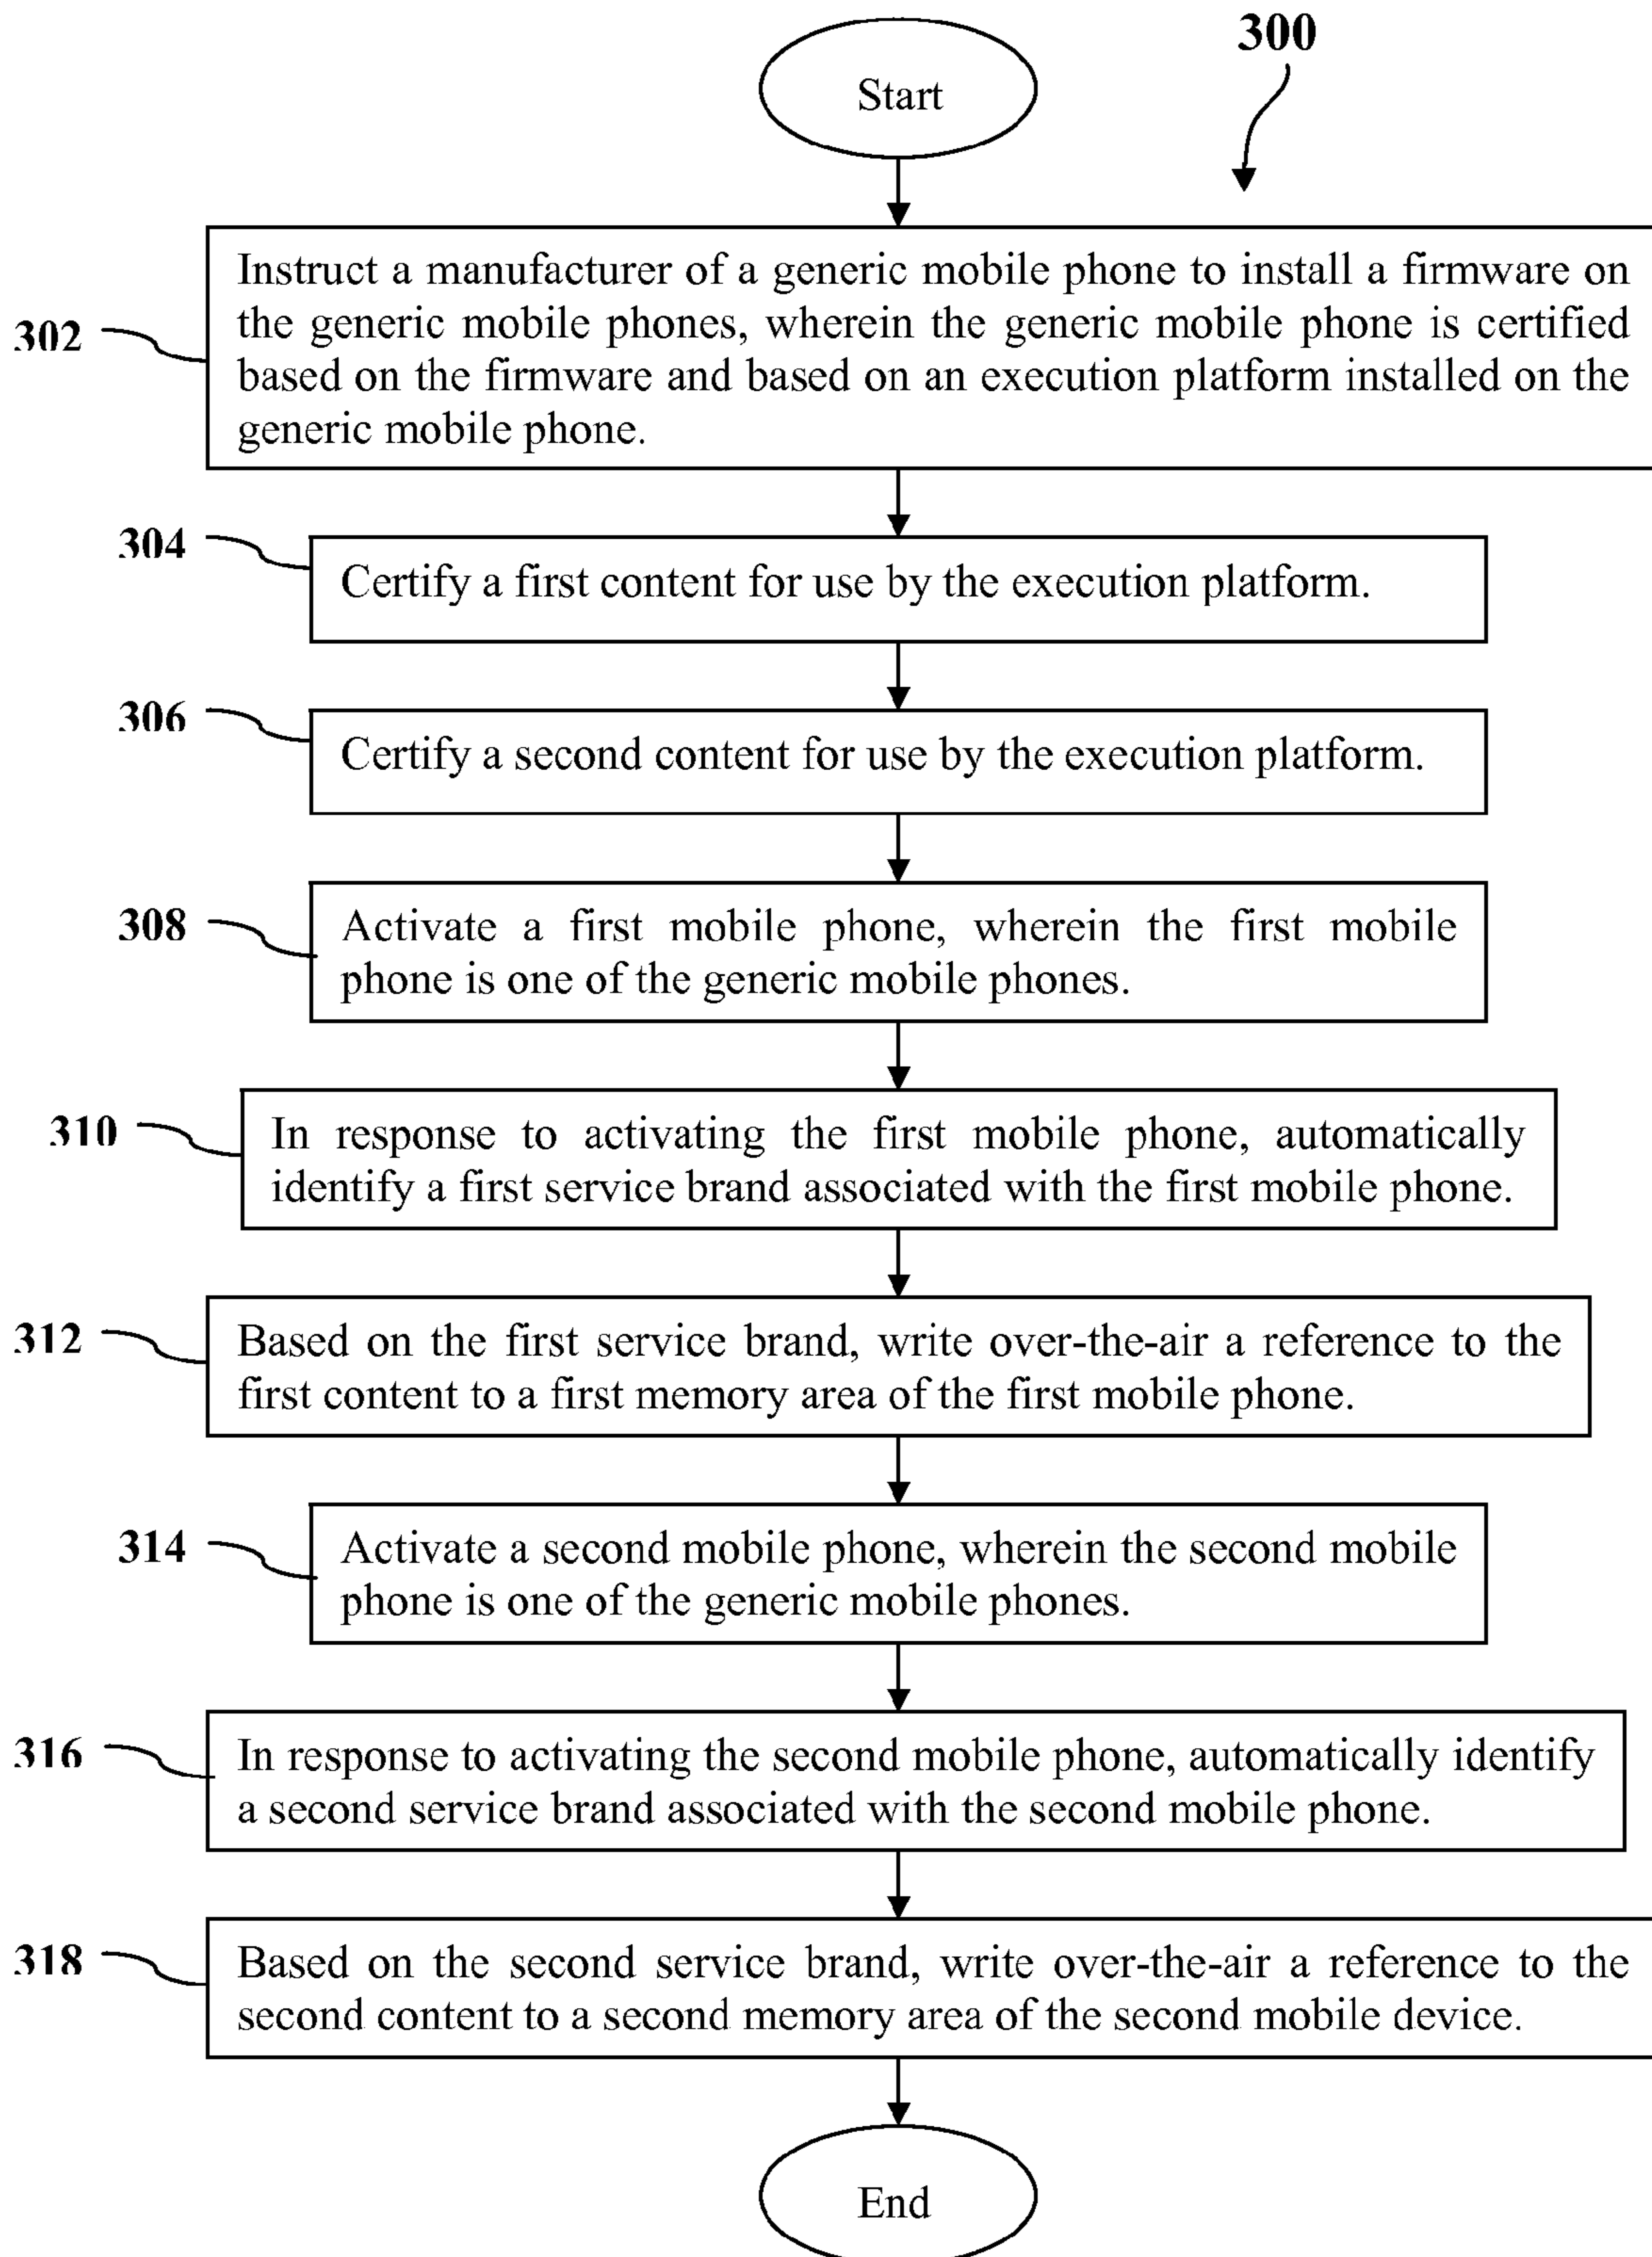 300
Start
302
Instruct a manufacturer of a generic mobile phone to install a firmware on
the generic mobile phones, wherein the generic mobile phone is certified
based on the firmware and based on an execution platform installed on the
generic mobile phone.
304
Certify a first content for use by the execution platform.
306
Certify a second content for use by the execution platform.
308
Activate a first mobile phone, wherein the first mobile
phone is one of the generic mobile phones.
310
In response to activating the first mobile phone, automatically
identify a first service brand associated with the first mobile phone.
312
Based on the first service brand, write over-the-air a reference to the
first content to a first memory area of the first mobile phone.
314
Activate a second mobile phone, wherein the second mobile
phone is one of the generic mobile phones.
316
In response to activating the second mobile phone, automatically identify
a second service brand associated with the second mobile phone.
318
Based on the second service brand, write over-the-air a reference to the
second content to a second memory area of the second mobile device.
End